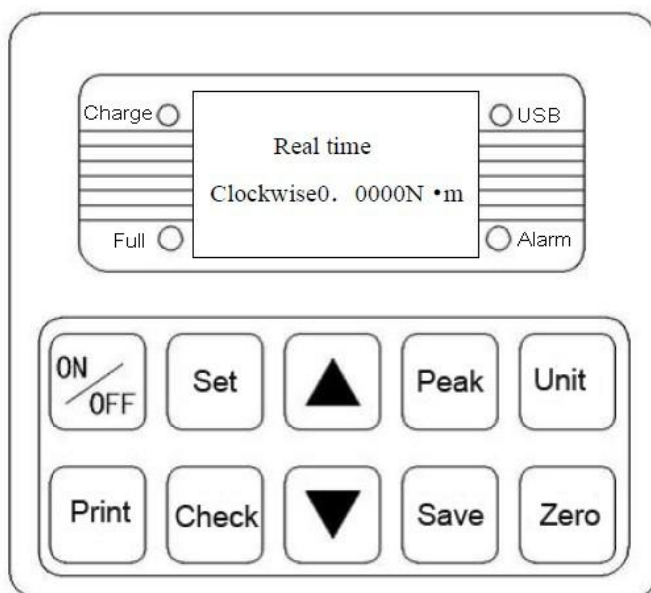 Charge
USB
Real time
Clockwise0. 0000N •m
Full
Alarm
ON/OFF
Set
▲
Peak
Unit
Print
Check
▼
Save
Zero